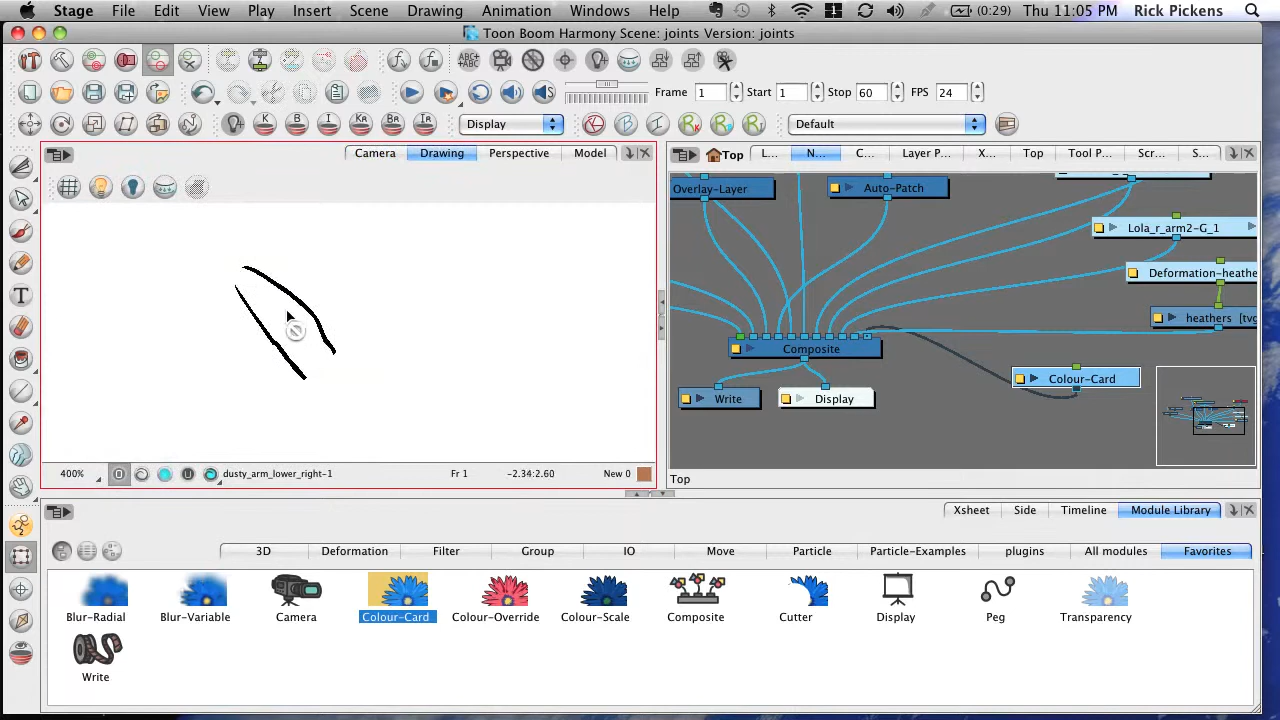 Stage File Edit View Play Insert Scene Drawing Animation Windows Help 1 (0:29) Thu 11:05 PM Rick Pickens
Toon Boom Harmony Scene: joints Version: joints
Frame 1 Start 1 Stop 60 FPS 24
K B I KR BR IR Display Default
Camera Drawing Perspective Model
Top L... N... C... Layer P... X... Top Tool P... Scr... S...
Overlay-Layer Auto-Patch
Lola_r_arm2-G_1
Deformation-heathe
heathers [tvg
Composite
Colour-Card
Write Display
400% dusty_arm_lower_right-1 Fr 1 -2.34:2.60 New 0
Top
Xsheet Side Timeline Module Library
3D Deformation Filter Group IO Move Particle Particle-Examples plugins All modules Favorites
Blur-Radial Blur-Variable Camera Colour-Card Colour-Override Colour-Scale Composite Cutter Display Peg Transparency
Write